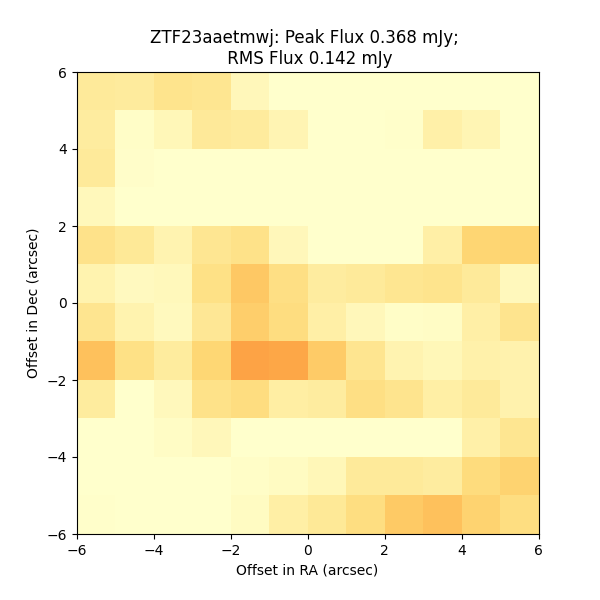 ZTF23aaetmwj: Peak Flux 0.368 mJy;
RMS Flux 0.142 mJy
6
4
2
0
−2
−4
−6
Offset in Dec (arcsec)
−6 −4 −2 0 2 4 6
Offset in RA (arcsec)